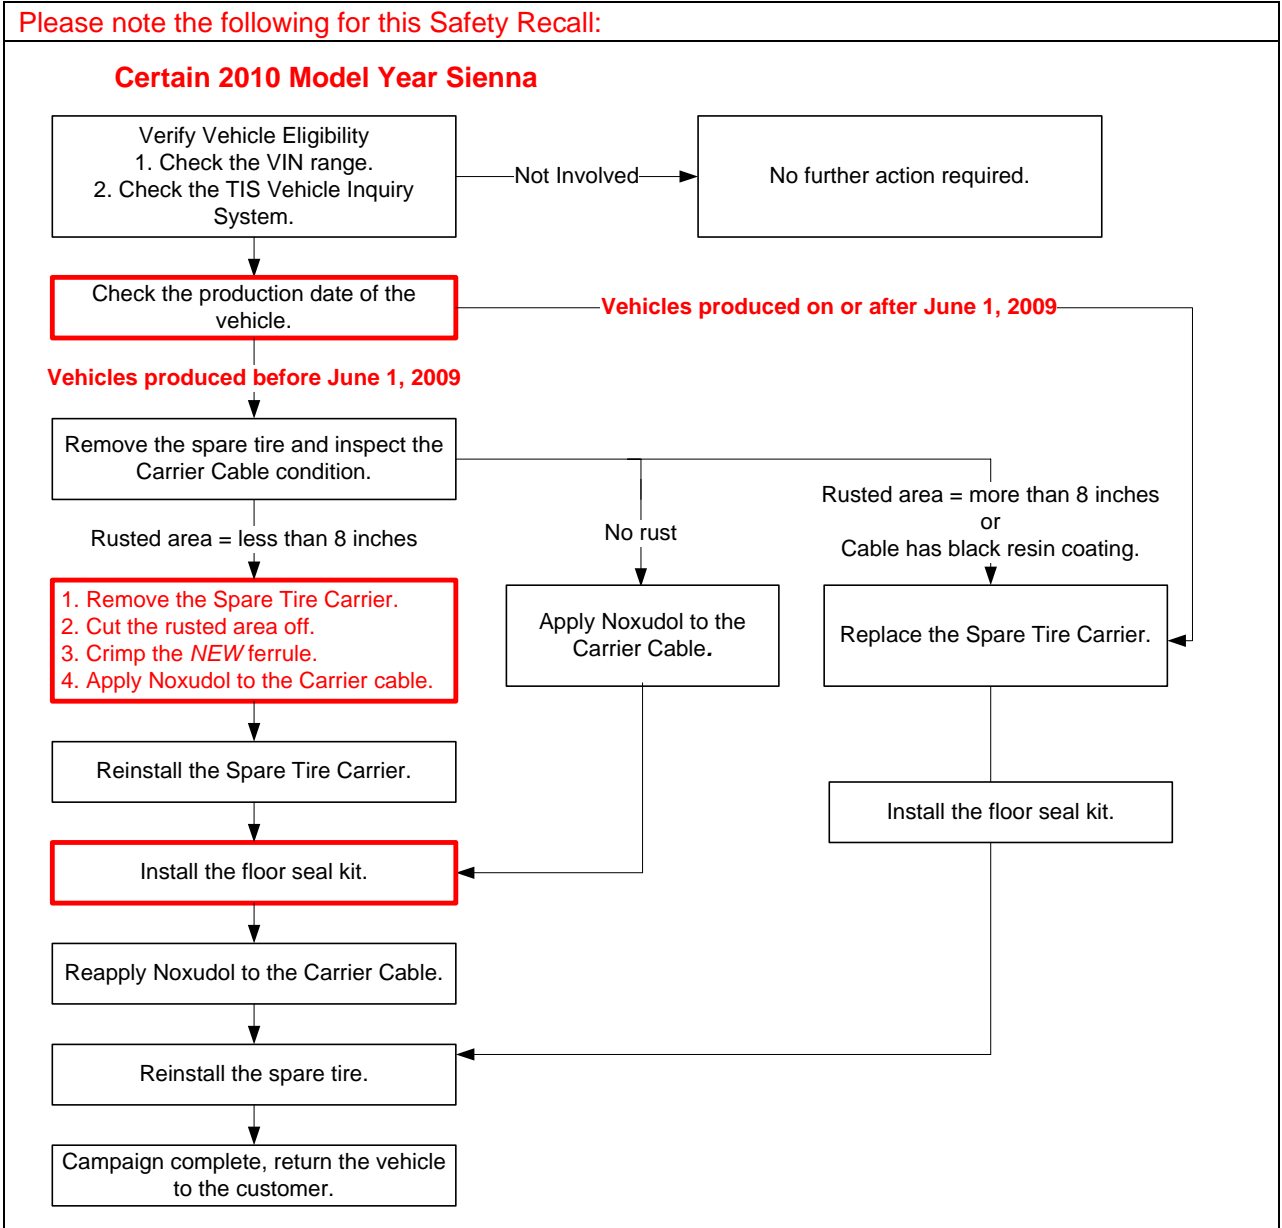 Please note the following for this Safety Recall:
Certain 2010 Model Year Sienna
Verify Vehicle Eligibility
1. Check the VIN range.
2. Check the TIS Vehicle Inquiry
System.
Not Involved
No further action required.
Check the production date of the
vehicle.
Vehicles produced on or after June 1, 2009
Vehicles produced before June 1, 2009
Remove the spare tire and inspect the
Carrier Cable condition.
Rusted area = less than 8 inches
No rust
Rusted area = more than 8 inches
or
Cable has black resin coating.
1. Remove the Spare Tire Carrier.
2. Cut the rusted area off.
3. Crimp the NEW ferrule.
4. Apply Noxudol to the Carrier cable.
Apply Noxudol to the
Carrier Cable.
Replace the Spare Tire Carrier.
Reinstall the Spare Tire Carrier.
Install the floor seal kit.
Install the floor seal kit.
Reapply Noxudol to the Carrier Cable.
Reinstall the spare tire.
Campaign complete, return the vehicle
to the customer.